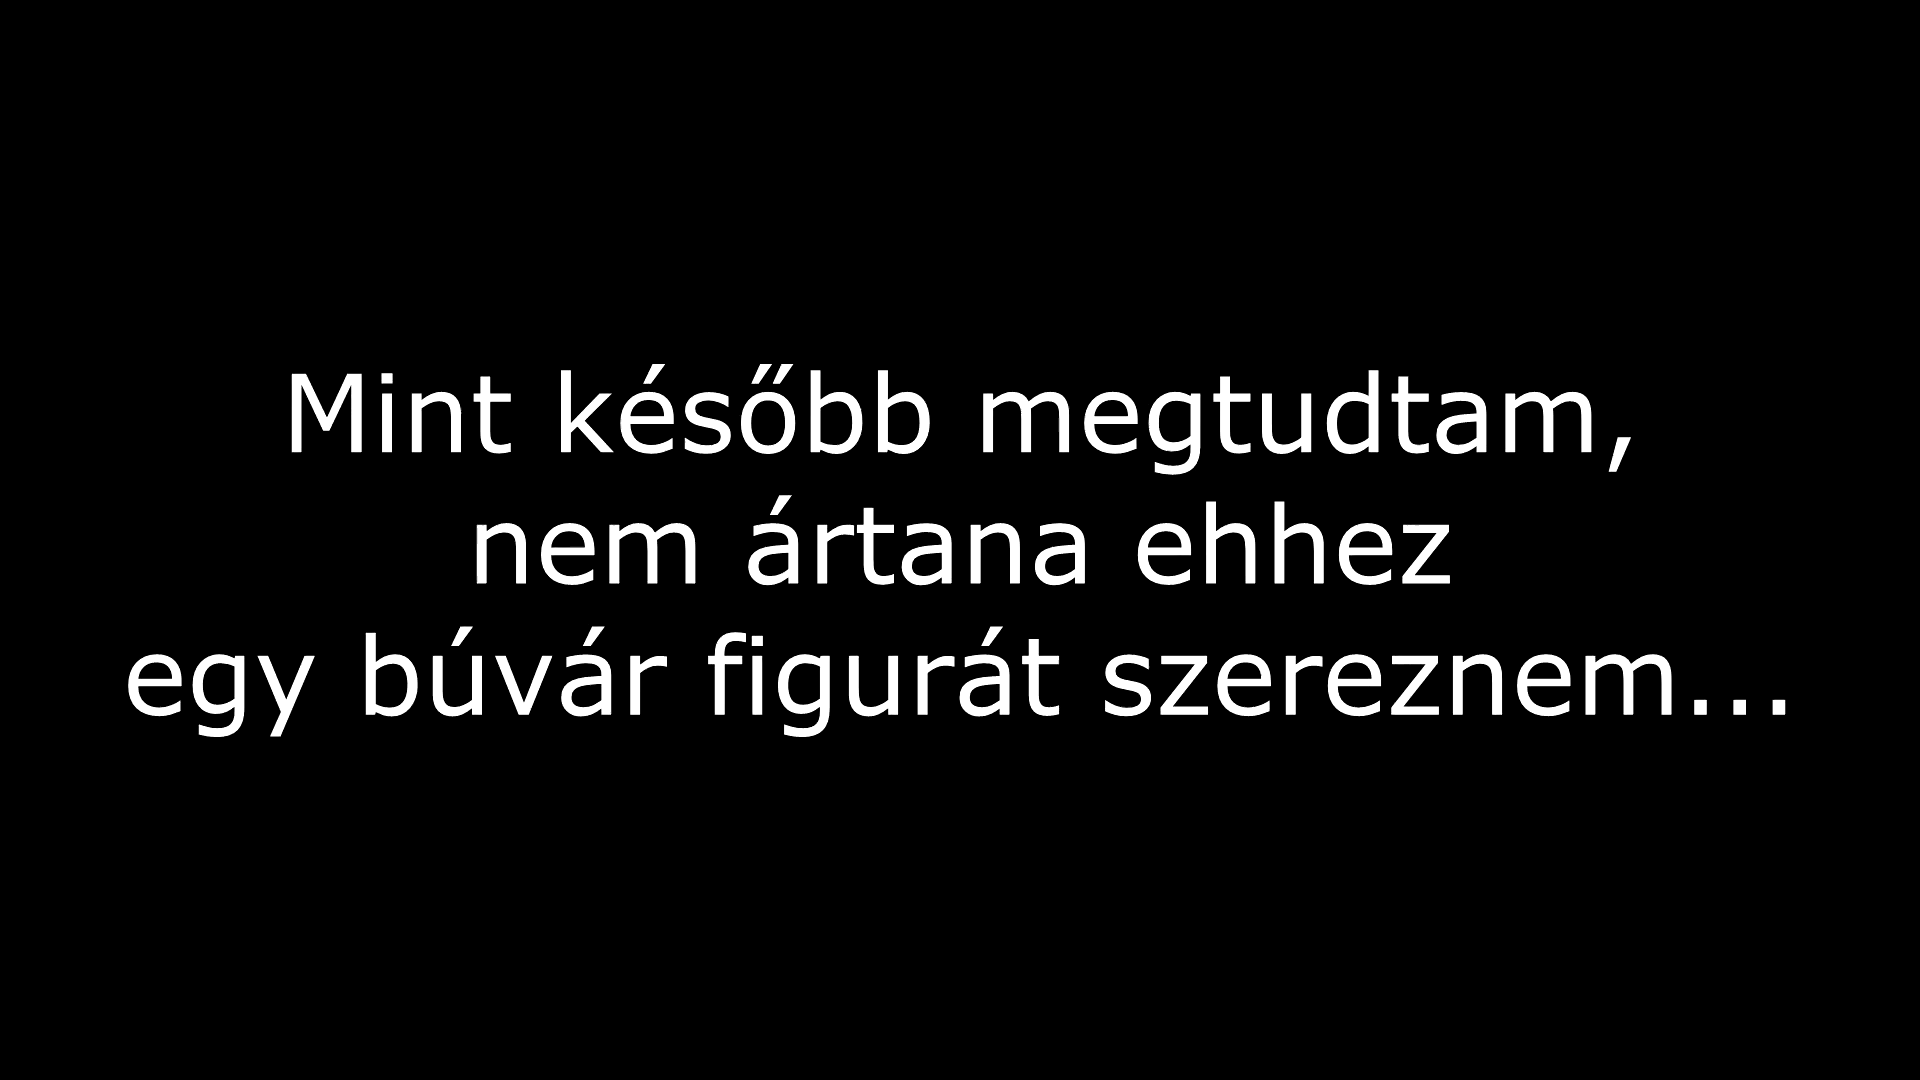 Mint később megtudtam,
nem ártana ehhez
egy búvár figurát szereznem...